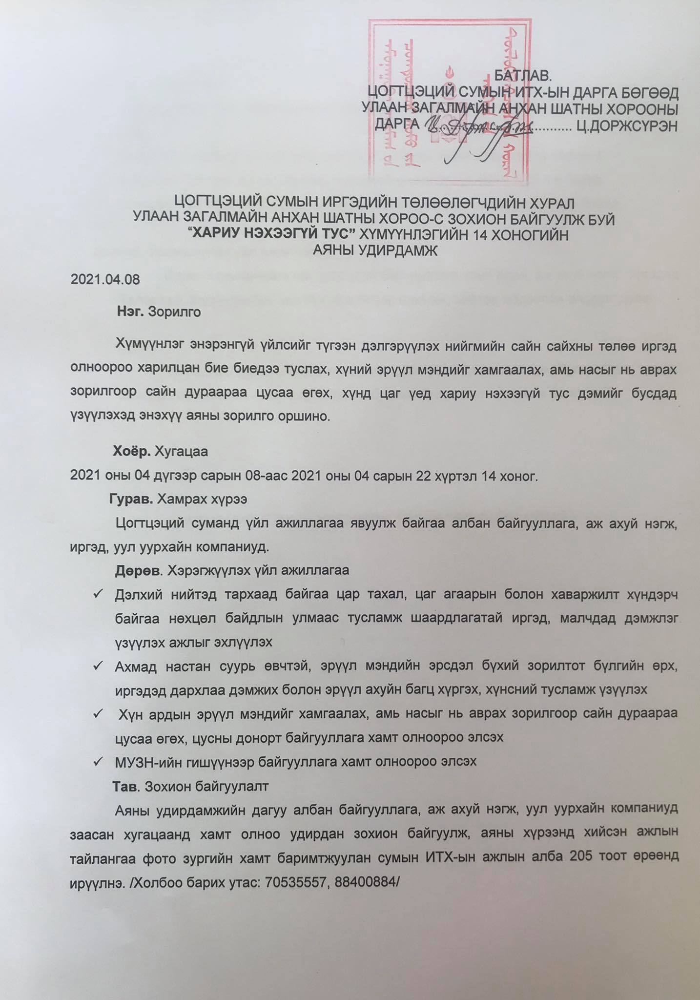 БАТЛАВ.
ЦОГТЦЭЦИЙ СУМЫН ИТХ-ЫН ДАРГА БӨГӨӨД
УЛААН ЗАГАЛМАЙН АНХАН ШАТНЫ ХОРООНЫ
ДАРГА ................................ Ц.ДОРЖСҮРЭН
ЦОГТЦЭЦИЙ СУМЫН ИРГЭДИЙН ТӨЛӨӨЛӨГЧДИЙН ХУРАЛ
УЛААН ЗАГАЛМАЙН АНХАН ШАТНЫ ХОРОО-С ЗОХИОН БАЙГУУЛЖ БУЙ
“ХАРИУ НЭХЭЭГҮЙ ТУС” ХҮМҮҮНЛЭГИЙН 14 ХОНОГИЙН
АЯНЫ УДИРДАМЖ
2021.04.08
Нэг. Зорилго
Хүмүүнлэг энэрэнгүй үйлсийг түгээн дэлгэрүүлэх нийгмийн сайн сайхны төлөө иргэд
олноороо харилцан бие биедээ туслах, хүний эрүүл мэндийг хамгаалах, амь насыг нь аврах
зорилгоор сайн дураараа цусаа өгөх, хүнд цаг үед хариу нэхээгүй тус дэмийг бусдад
үзүүлэхэд энэхүү аяны зорилго оршино.
Хоёр. Хугацаа
2021 оны 04 дүгээр сарын 08-аас 2021 оны 04 сарын 22 хүртэл 14 хоног.
Гурав. Хамрах хүрээ
Цогтцэций суманд үйл ажиллагаа явуулж байгаа албан байгууллага, аж ахуй нэгж,
иргэд, уул уурхайн компаниуд.
Дөрөв. Хэрэгжүүлэх үйл ажиллагаа
✓ Дэлхий нийтэд тархаад байгаа цар тахал, цаг агаарын болон хаваржилт хүндэрч
байгаа нөхцөл байдлын улмаас тусламж шаардлагатай иргэд, малчдад дэмжлэг
үзүүлэх ажлыг эхлүүлэх
✓ Ахмад настан суурь өвчтэй, эрүүл мэндийн эрсдэл бүхий зорилтот бүлгийн өрх,
иргэдэд дархлаа дэмжих болон эрүүл ахуйн багц хүргэх, хүнсний тусламж үзүүлэх
✓ Хүн ардын эрүүл мэндийг хамгаалах, амь насыг нь аврах зорилгоор сайн дураараа
цусаа өгөх, цусны донорт байгууллага хамт олноороо элсэх
✓ МУЗН-ийн гишүүнээр байгууллага хамт олноороо элсэх
Тав. Зохион байгуулалт
Аяны удирдамжийн дагуу албан байгууллага, аж ахуй нэгж, уул уурхайн компаниуд
заасан хугацаанд хамт олноо удирдан зохион байгуулж, аяны хүрээнд хийсэн ажлын
тайлангаа фото зургийн хамт баримтжуулан сумын ИТХ-ын ажлын алба 205 тоот өрөөнд
ирүүлнэ. /Холбоо барих утас: 70535557, 88400884/